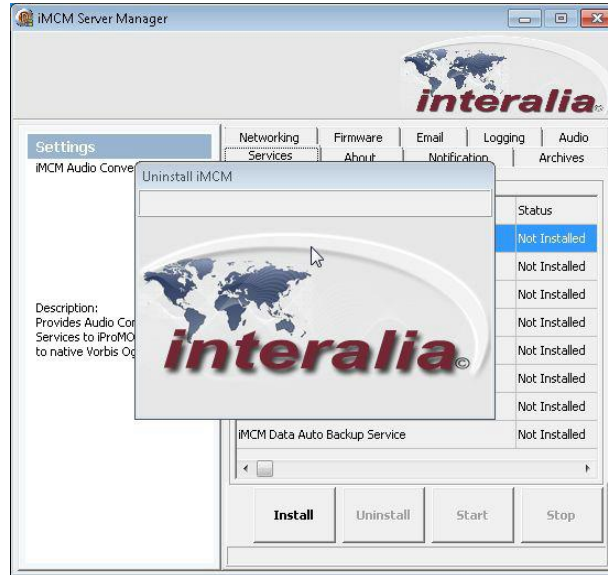 iMCM Server Manager
interalia
Networking Firmware Email Logging Audio
Services About Notification Archives
Settings
iMCM Audio Conve
Uninstall iMCM
Status
Not Installed
Not Installed
Not Installed
Not Installed
Not Installed
Not Installed
Not Installed
iMCM Data Auto Backup Service Not Installed
Description:
Provides Audio Cor
Services to iProMO
to native Vorbis Og
interalia©
Install Uninstall Start Stop